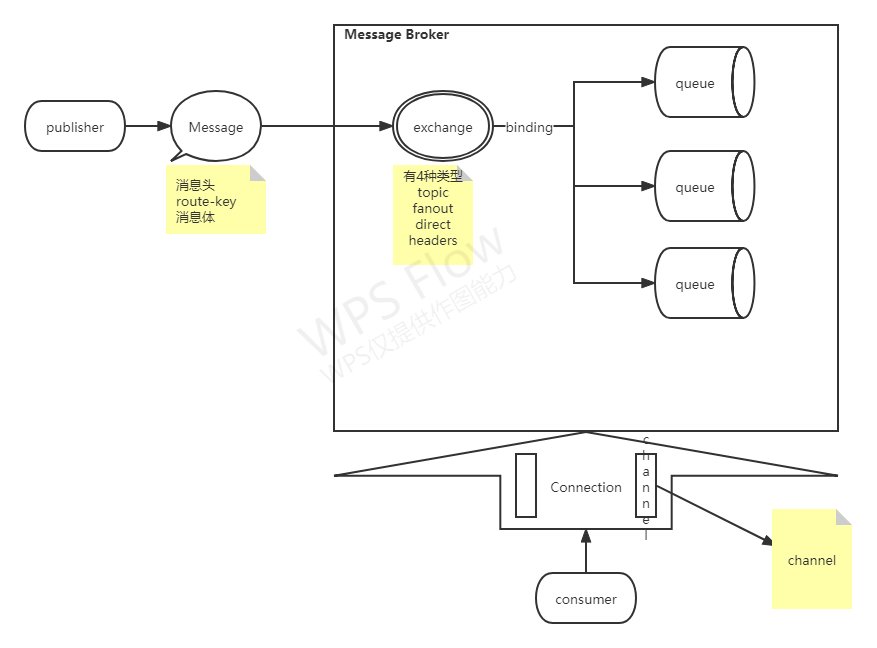 Message Broker
publisher
Message
exchange
binding
queue
queue
queue
消息头
route-key
消息体
有4种类型
topic
fanout
direct
headers
WPS Flow
WPS仅提供作图能力
Connection
channel
channel
consumer